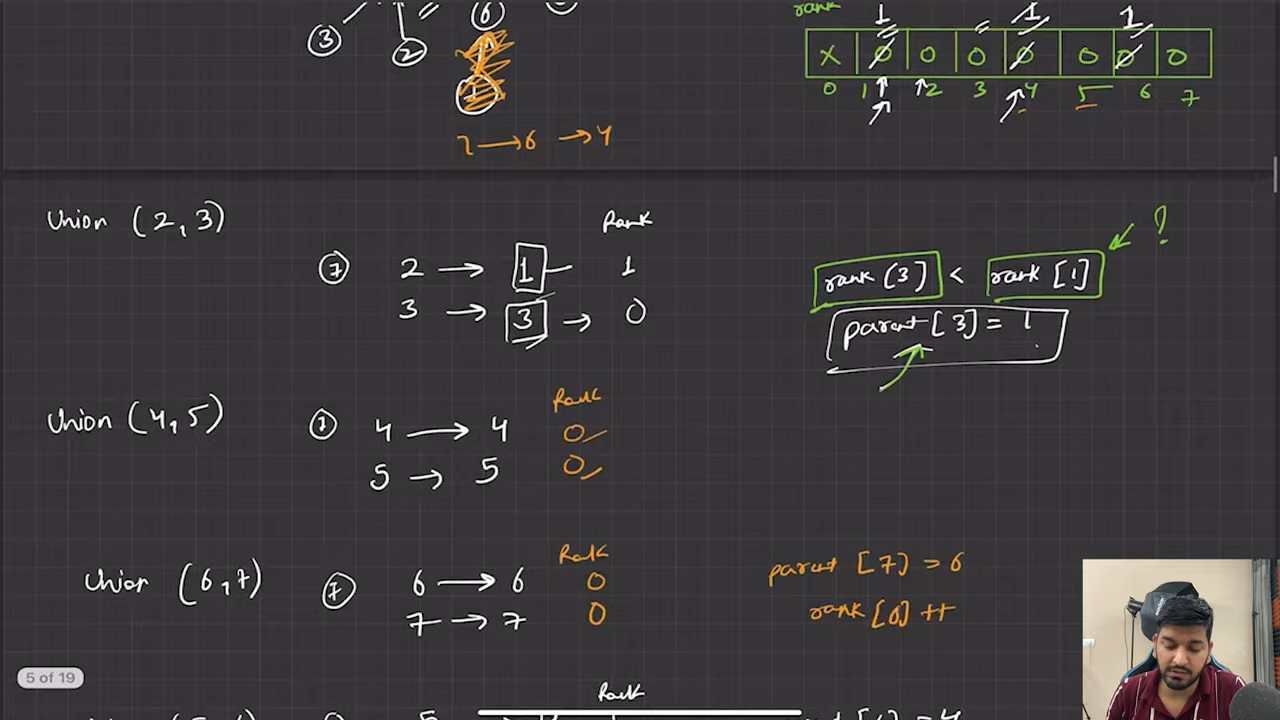 rank
1 1 1
3 2 6
X 0 0 0 0 0 0 0
0 1 2 3 4 5 6 7
7 → 6 → 4
Union (2,3)
Rank
2 → 1 1
3 → 3 → 0
rank (3) < rank [1]
?
parent [3] = 1
Union (4,5)
Rank
4 → 4 0
5 → 5 0
Union (6,7)
Rank
6 → 6 0
7 → 7 0
parent [7] = 6
rank [6] ++
5 of 19
Rank